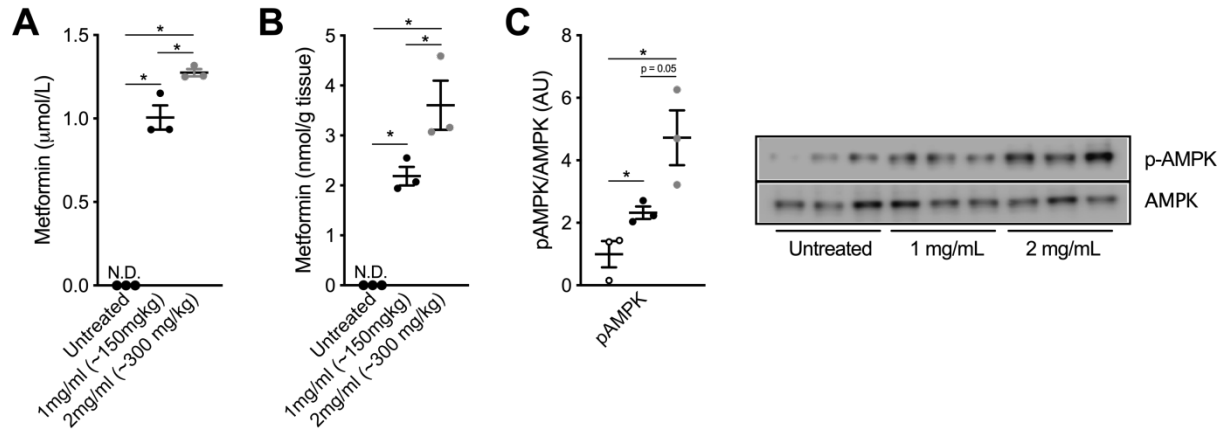 A
Metformin (μmol/L)
1.5
1.0
0.5
0.0
*
*
*
N.D.
Untreated
1mg/ml (~150mgkg)
2mg/ml (~300 mg/kg)
B
Metformin (nmol/g tissue)
5
4
3
2
1
0
*
*
*
N.D.
Untreated
1mg/ml (~150mgkg)
2mg/ml (~300 mg/kg)
C
pAMPK/AMPK (AU)
8
6
4
2
0
*
p = 0.05
*
pAMPK
p-AMPK
AMPK
Untreated
1 mg/mL
2 mg/mL